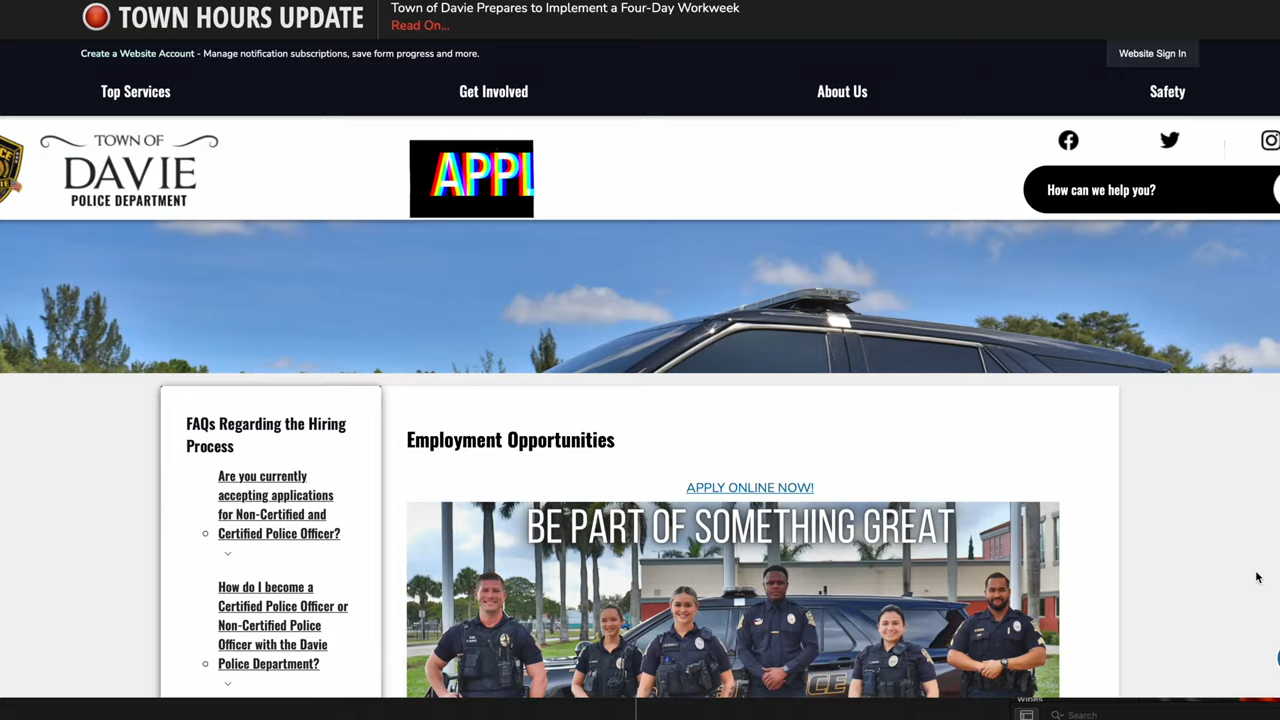 TOWN HOURS UPDATE
Town of Davie Prepares to Implement a Four-Day Workweek
Read On...
Create a Website Account - Manage notification subscriptions, save form progress and more.
Website Sign In
Top Services
Get Involved
About Us
Safety
TOWN OF
DAVIE
POLICE DEPARTMENT
APPL
How can we help you?
FAQs Regarding the Hiring
Process
Are you currently
accepting applications
for Non-Certified and
Certified Police Officer?
How do I become a
Certified Police Officer or
Non-Certified Police
Officer with the Davie
Police Department?
Employment Opportunities
APPLY ONLINE NOW!
BE PART OF SOMETHING GREAT
CE
Search